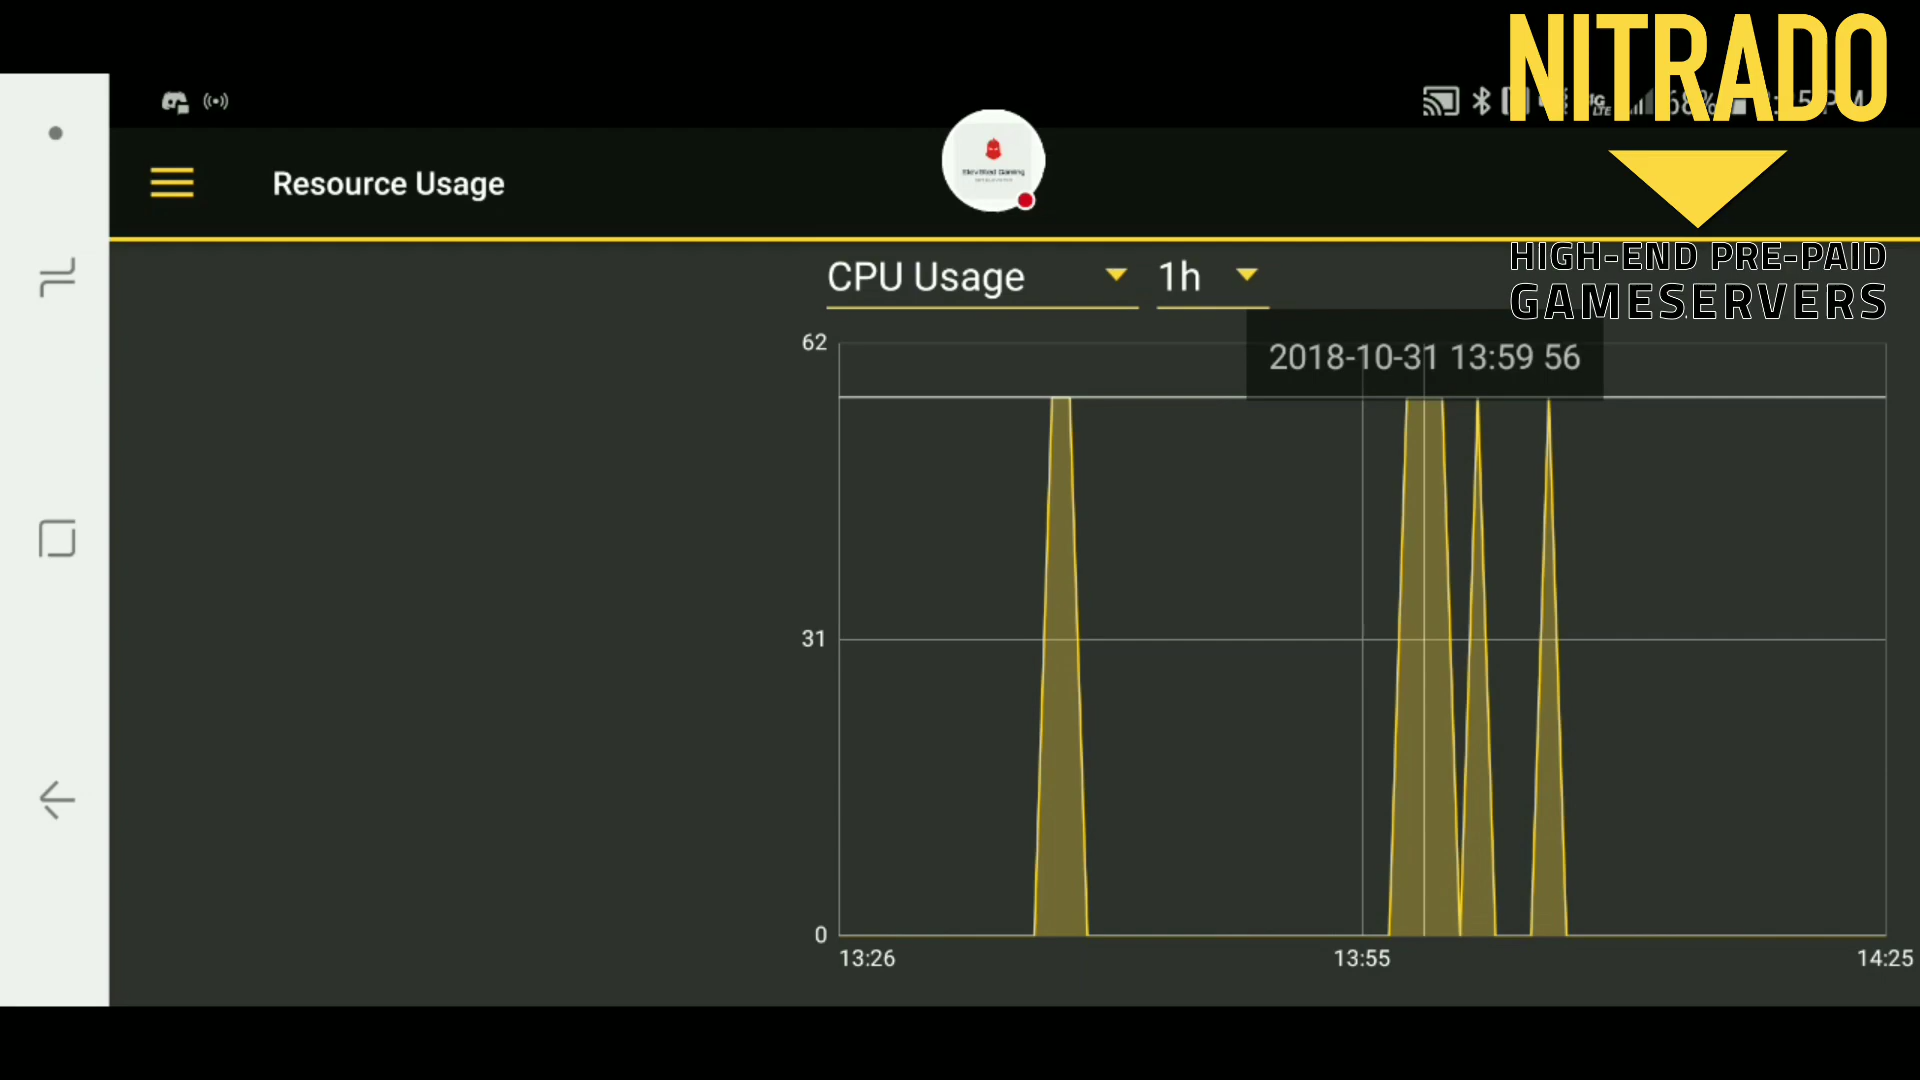 NITRADO
Resource Usage
HIGH-END PRE-PAID
GAMESERVERS
CPU Usage
1h
62
2018-10-31 13:59 56
31
0
13:26
13:55
14:25